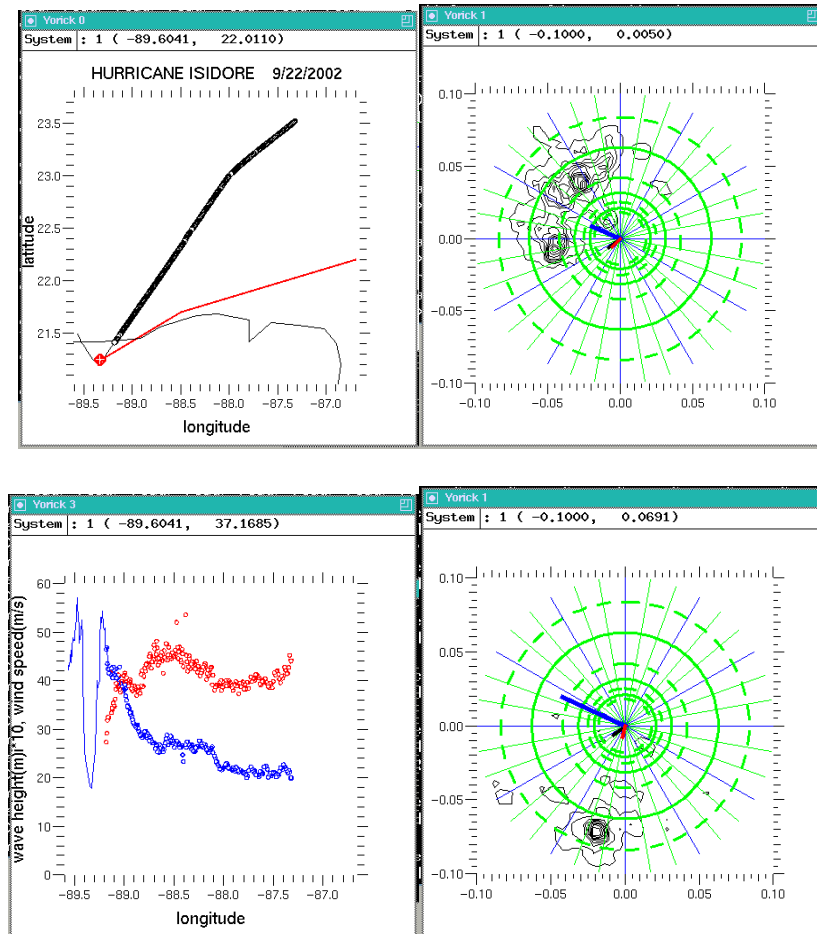 Yorick 0
System : 1 ( -89.6041, 22.0110)
HURRICANE ISIDORE 9/22/2002
23.5
23.0
22.5
22.0
21.5
latitude
-89.5 -89.0 -88.5 -88.0 -87.5 -87.0
longitude
Yorick 1
System : 1 ( -0.1000, 0.0050)
0.10
0.05
0.00
-0.05
-0.10
-0.10 -0.05 0.00 0.05 0.10
Yorick 3
System : 1 ( -89.6041, 37.1685)
60
50
40
30
20
10
0
wave height(m)*10, wind speed(m/s)
-89.5 -89.0 -88.5 -88.0 -87.5 -87.0
longitude
Yorick 1
System : 1 ( -0.1000, 0.0691)
0.10
0.05
0.00
-0.05
-0.10
-0.10 -0.05 0.00 0.05 0.10